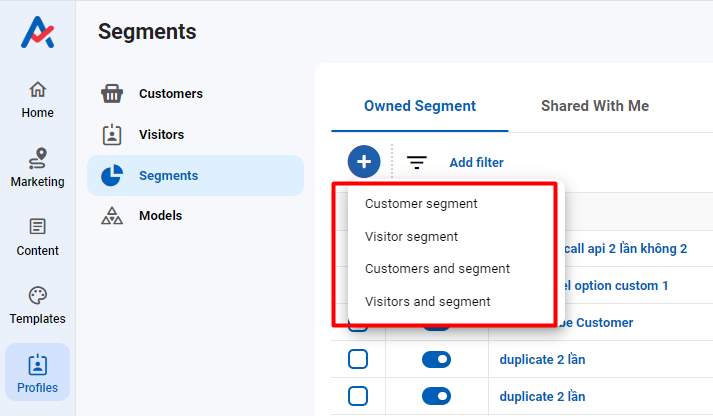 Segments
Home
Marketing
Content
Templates
Profiles
Customers
Visitors
Segments
Models
Owned Segment
Shared With Me
Add filter
Customer segment
Visitor segment
Customers and segment
Visitors and segment
call api 2 lần không 2
option custom 1
Customer
duplicate 2 lần
duplicate 2 lần